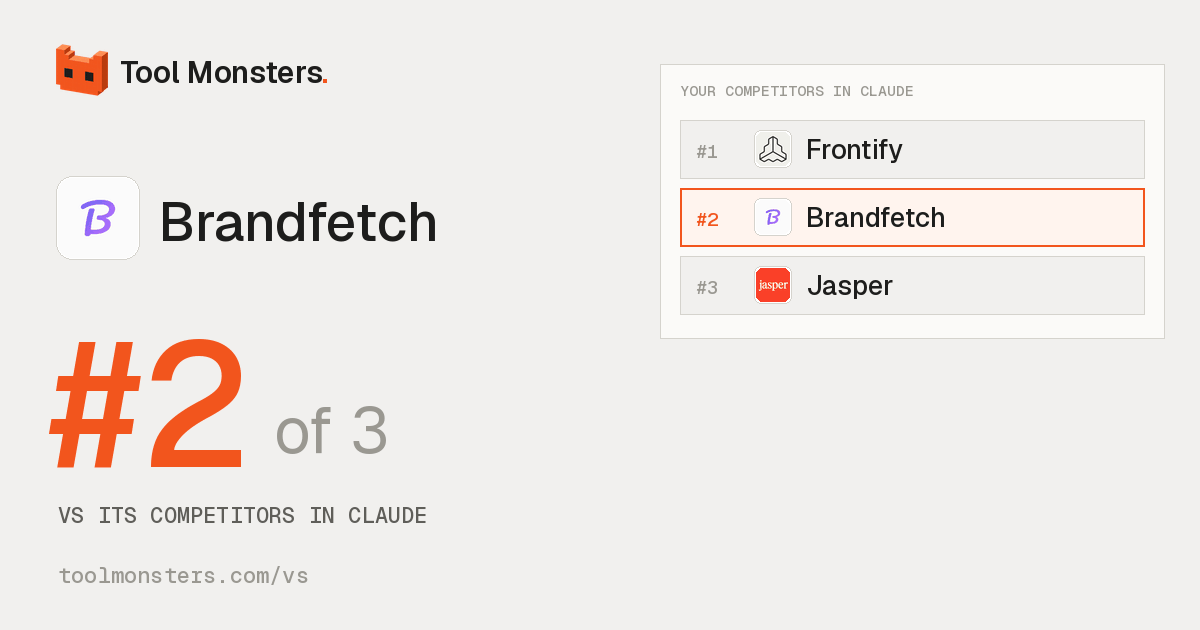 Tool Monsters.
Brandfetch
#2 of 3
VS ITS COMPETITORS IN CLAUDE
toolmonsters.com/vs
YOUR COMPETITORS IN CLAUDE
#1 Frontify
#2 B Brandfetch
#3 jasper Jasper